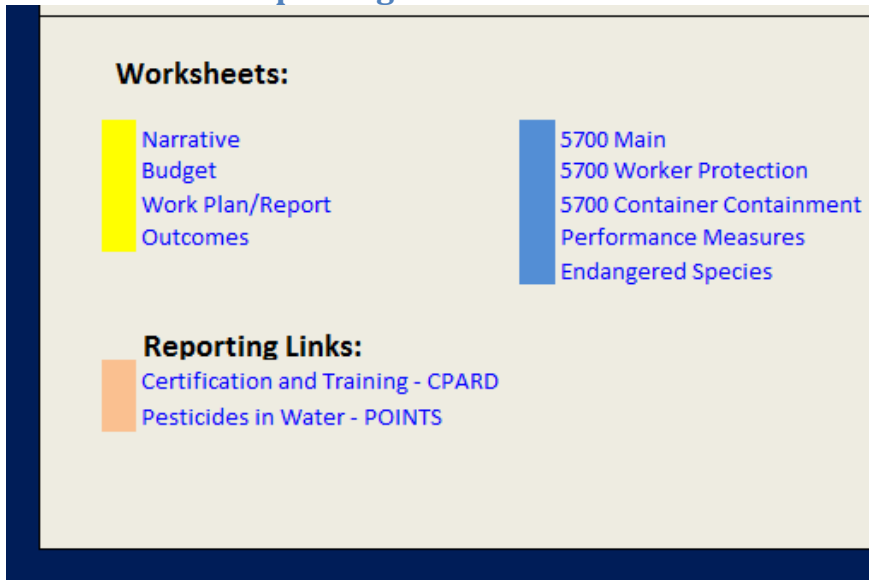 Worksheets:
Narrative
Budget
Work Plan/Report
Outcomes
5700 Main
5700 Worker Protection
5700 Container Containment
Performance Measures
Endangered Species
Reporting Links:
Certification and Training - CPARD
Pesticides in Water - POINTS